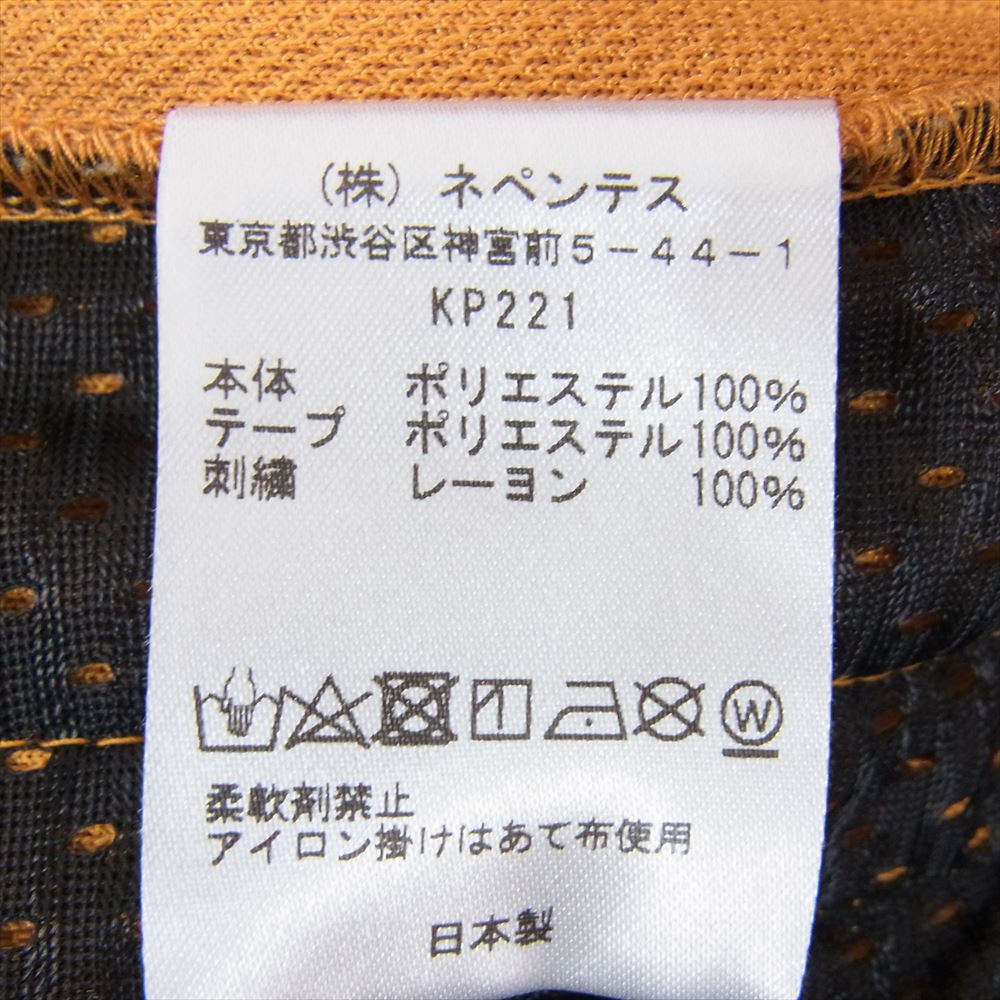 (株) ネペンテス
東京都渋谷区神宮前5-44-1
KP221
本体 ポリエステル100%
テープ ポリエステル100%
刺繍 レーヨン 100%
W
柔軟剤禁止
アイロン掛けはあて布使用
日本製